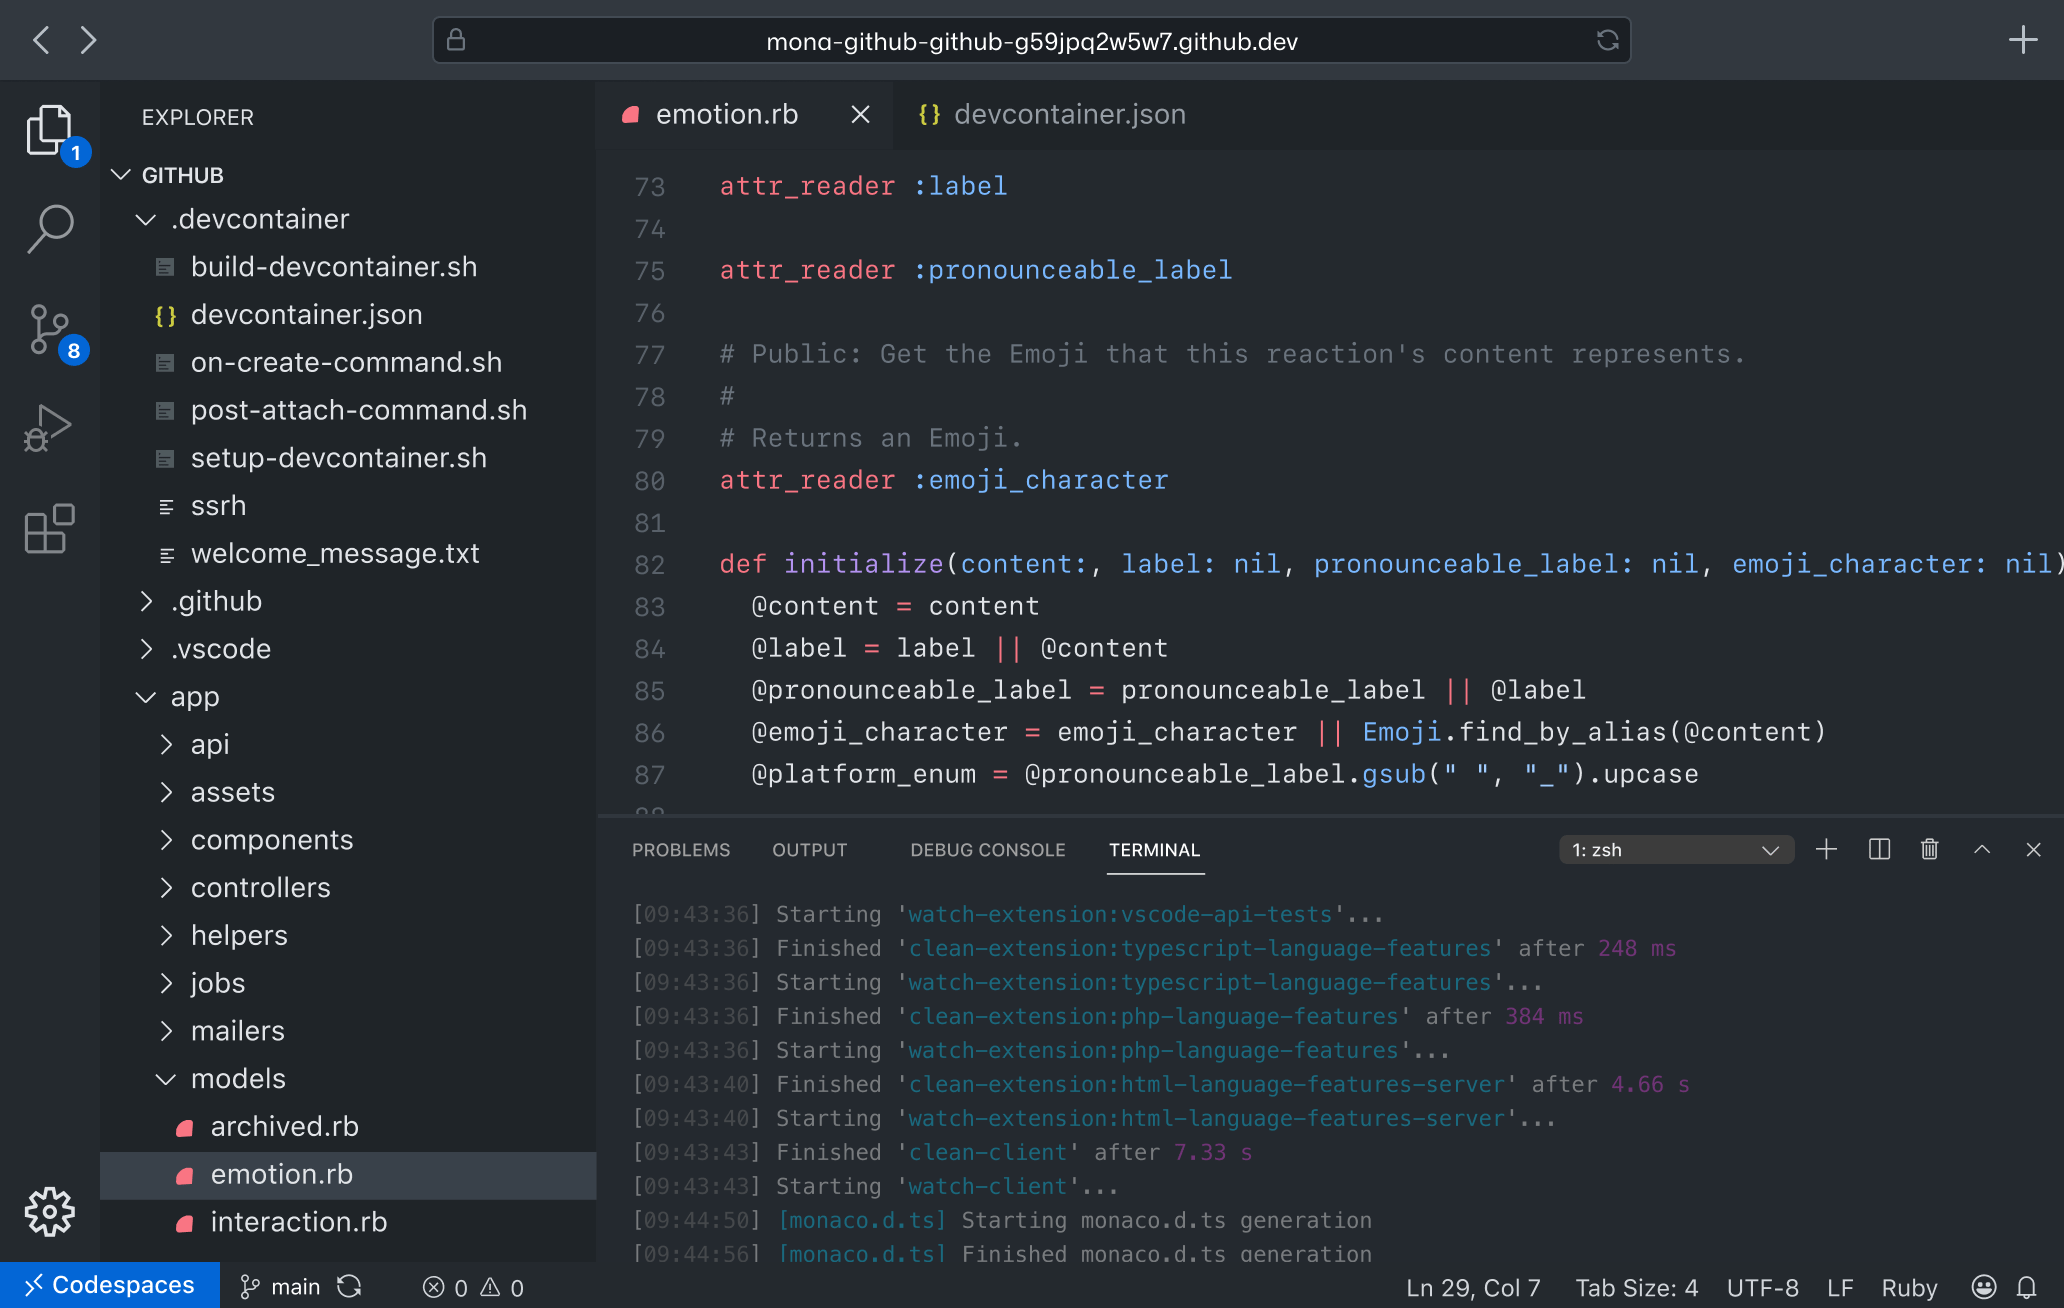 mona-github-github-g59jpq2w5w7.github.dev
EXPLORER
1
8
GITHUB
.devcontainer
build-devcontainer.sh
{} devcontainer.json
on-create-command.sh
post-attach-command.sh
setup-devcontainer.sh
ssrh
welcome_message.txt
.github
.vscode
app
api
assets
components
controllers
helpers
jobs
mailers
models
archived.rb
emotion.rb
interaction.rb
emotion.rb
{} devcontainer.json
73 attr_reader :label
74
75 attr_reader :pronounceable_label
76
77 # Public: Get the Emoji that this reaction's content represents.
78 #
79 # Returns an Emoji.
80 attr_reader :emoji_character
81
82 def initialize(content:, label: nil, pronounceable_label: nil, emoji_character: nil)
83 @content = content
84 @label = label || @content
85 @pronounceable_label = pronounceable_label || @label
86 @emoji_character = emoji_character || Emoji.find_by_alias(@content)
87 @platform_enum = @pronounceable_label.gsub(" ", "_").upcase
88
PROBLEMS OUTPUT DEBUG CONSOLE TERMINAL 1: zsh
[09:43:36] Starting 'watch-extension:vscode-api-tests'...
[09:43:36] Finished 'clean-extension:typescript-language-features' after 248 ms
[09:43:36] Starting 'watch-extension:typescript-language-features'...
[09:43:36] Finished 'clean-extension:php-language-features' after 384 ms
[09:43:36] Starting 'watch-extension:php-language-features'...
[09:43:40] Finished 'clean-extension:html-language-features-server' after 4.66 s
[09:43:40] Starting 'watch-extension:html-language-features-server'...
[09:43:43] Finished 'clean-client' after 7.33 s
[09:43:43] Starting 'watch-client'...
[09:44:50] [monaco.d.ts] Starting monaco.d.ts generation
[09:44:56] [monaco.d.ts] Finished monaco.d.ts generation
Codespaces main 0 0 Ln 29, Col 7 Tab Size: 4 UTF-8 LF Ruby